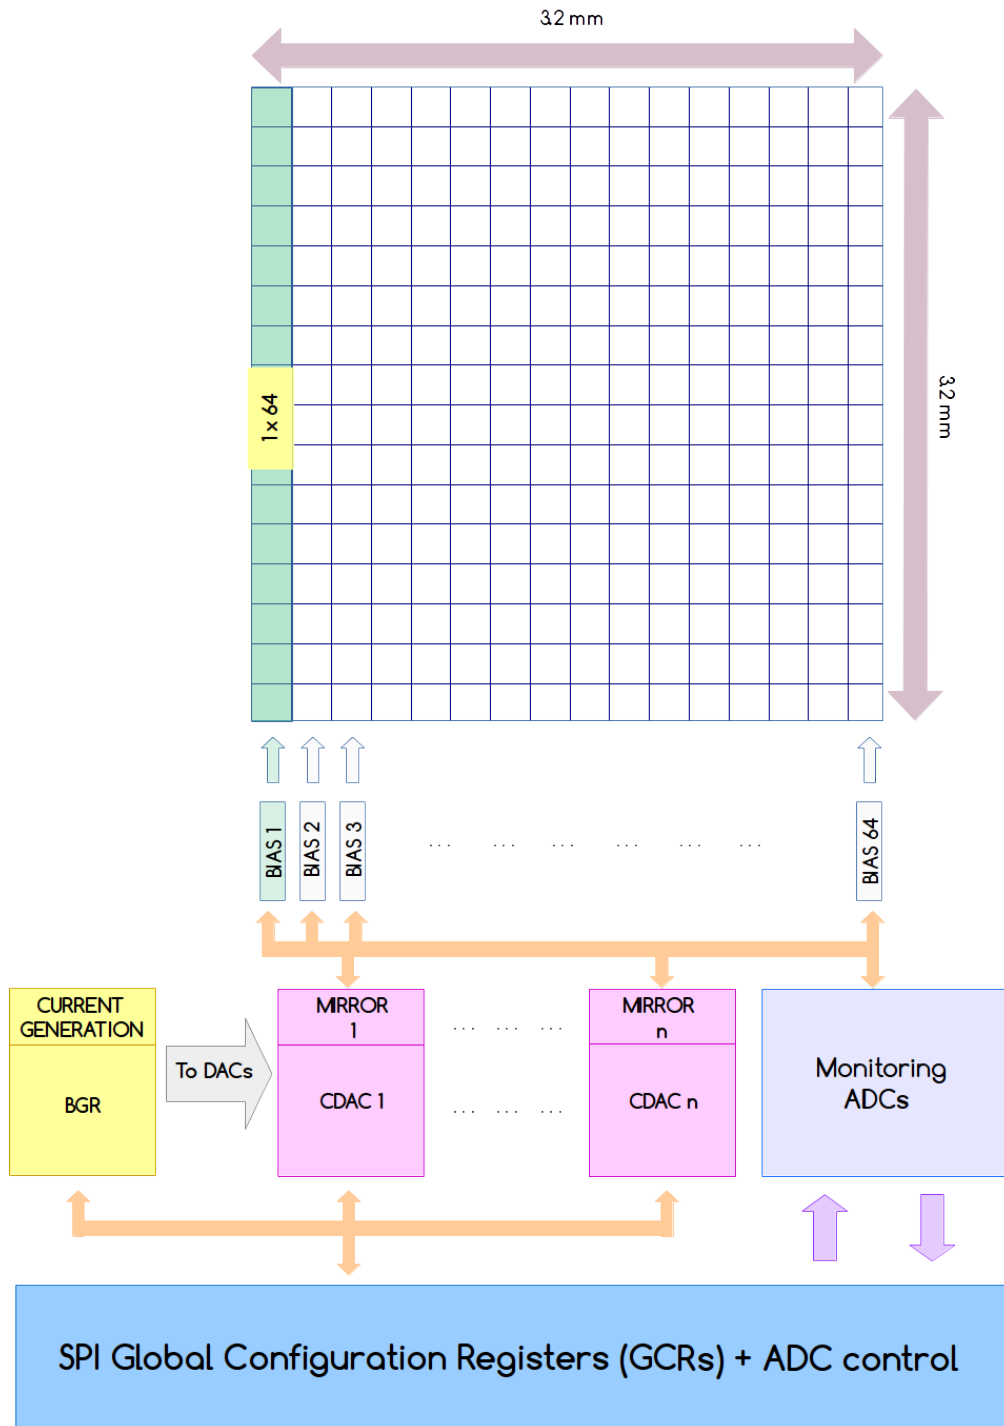 3.2 mm
3.2 mm
1 x 64
BIAS 1
BIAS 2
BIAS 3
... ... ... ... ... ...
BIAS 64
CURRENT
GENERATION
BGR
To DACs
MIRROR
1
CDAC 1
... ... ...
... ... ...
MIRROR
n
CDAC n
Monitoring
ADCs
SPI Global Configuration Registers (GCRs) + ADC control